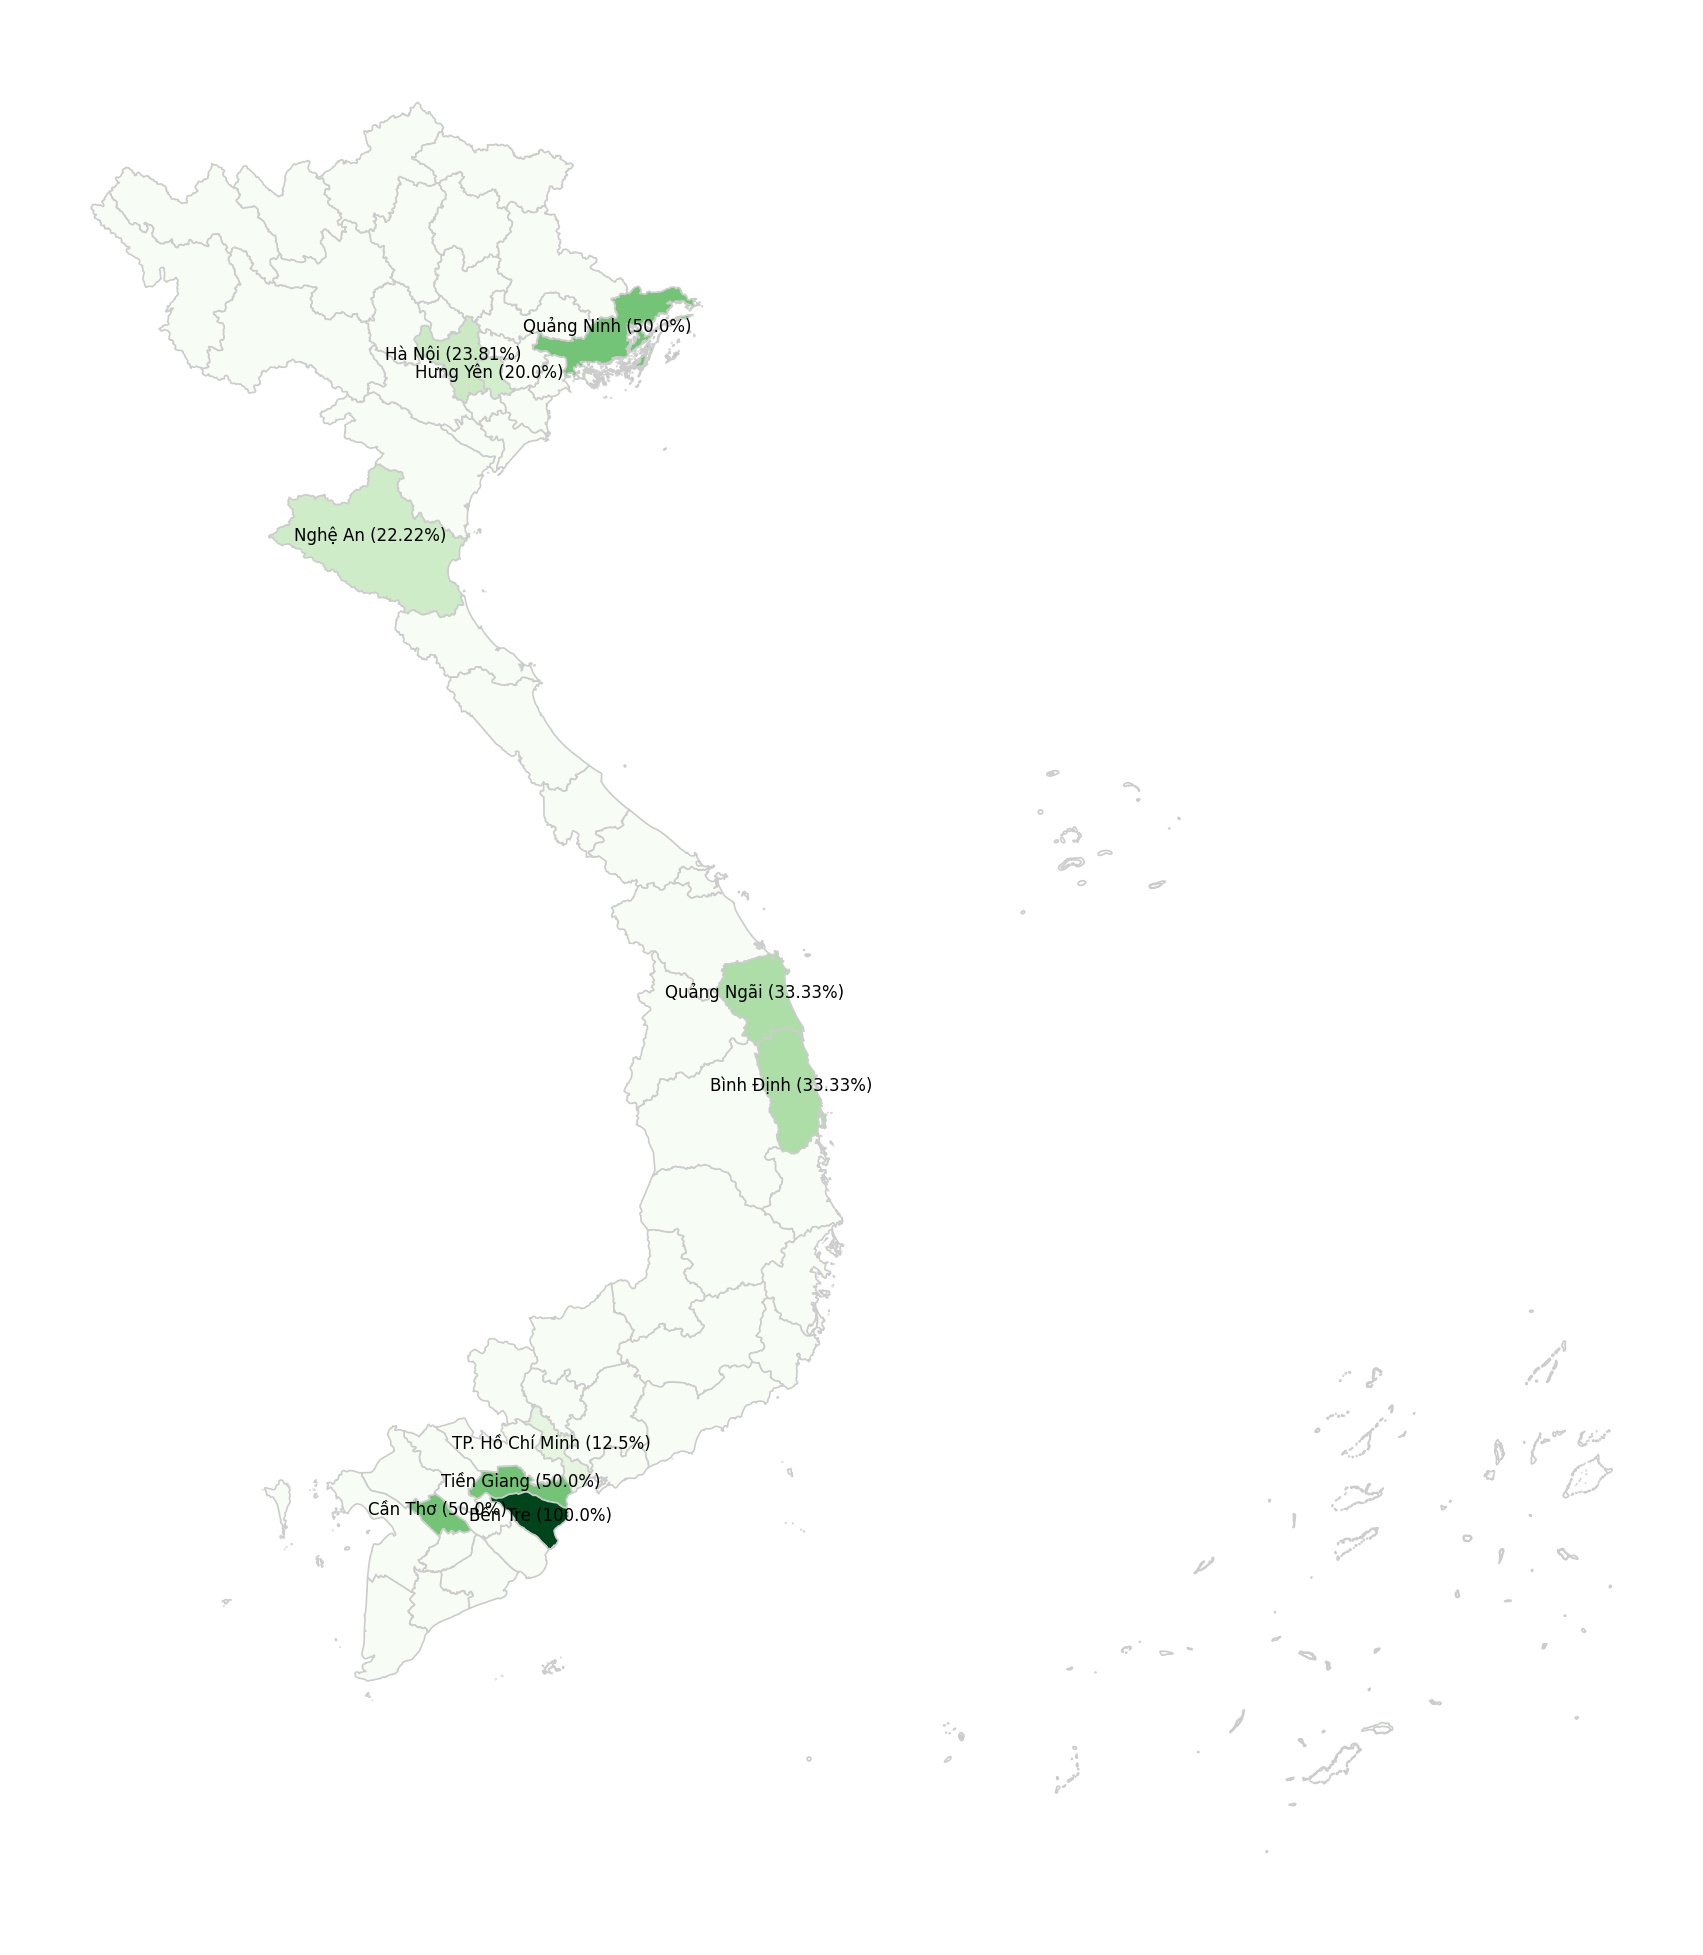 Quảng Ninh (50.0%)
Hà Nội (23.81%)
Hưng Yên (20.0%)
Nghệ An (22.22%)
Quảng Ngãi (33.33%)
Bình Định (33.33%)
TP. Hồ Chí Minh (12.5%)
Tiền Giang (50.0%)
Cần Thơ (50.0%)
Bến Tre (100.0%)